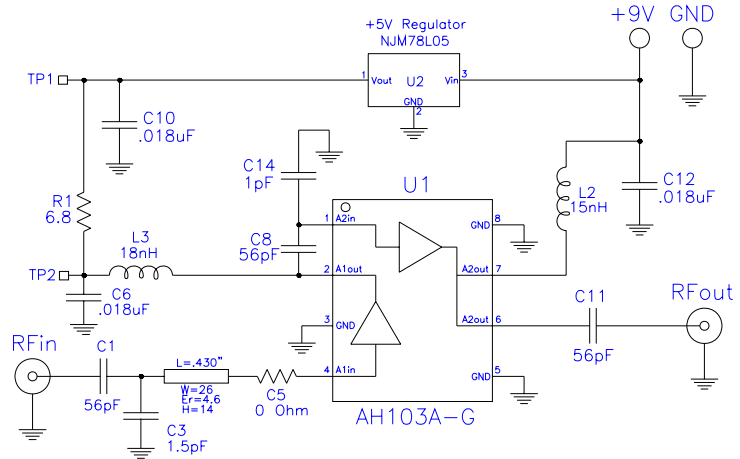 +9V GND
+5V Regulator
NJM78L05
TP1
1 Vout U2 Vin 3
GND
2
C10
.018uF
C14
1pF
U1
L2
15nH
C12
.018uF
R1
6.8
1 A2in
GND 8
L3
18nH
C8
56pF
TP2
2 A1out
A2out 7
C6
.018uF
C11
56pF
RFout
3 GND
A2out 6
RFin
C1
56pF
L=.430"
W=26
Er=4.6
H=14
C5
0 Ohm
4 A1in
GND 5
C3
1.5pF
AH103A-G